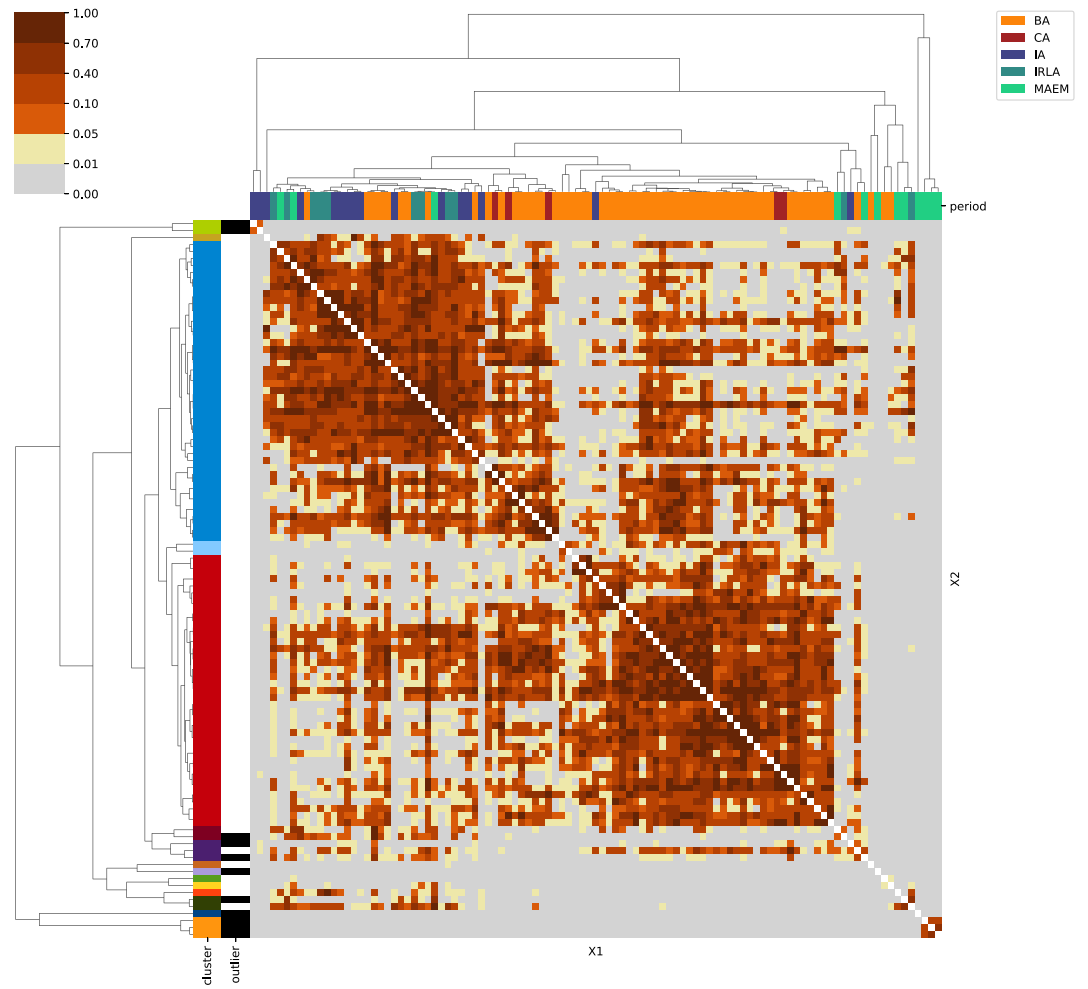 1.00
0.70
0.40
0.10
0.05
0.01
0.00
BA
CA
IA
IRLA
MAEM
period
X2
X1
cluster
outlier